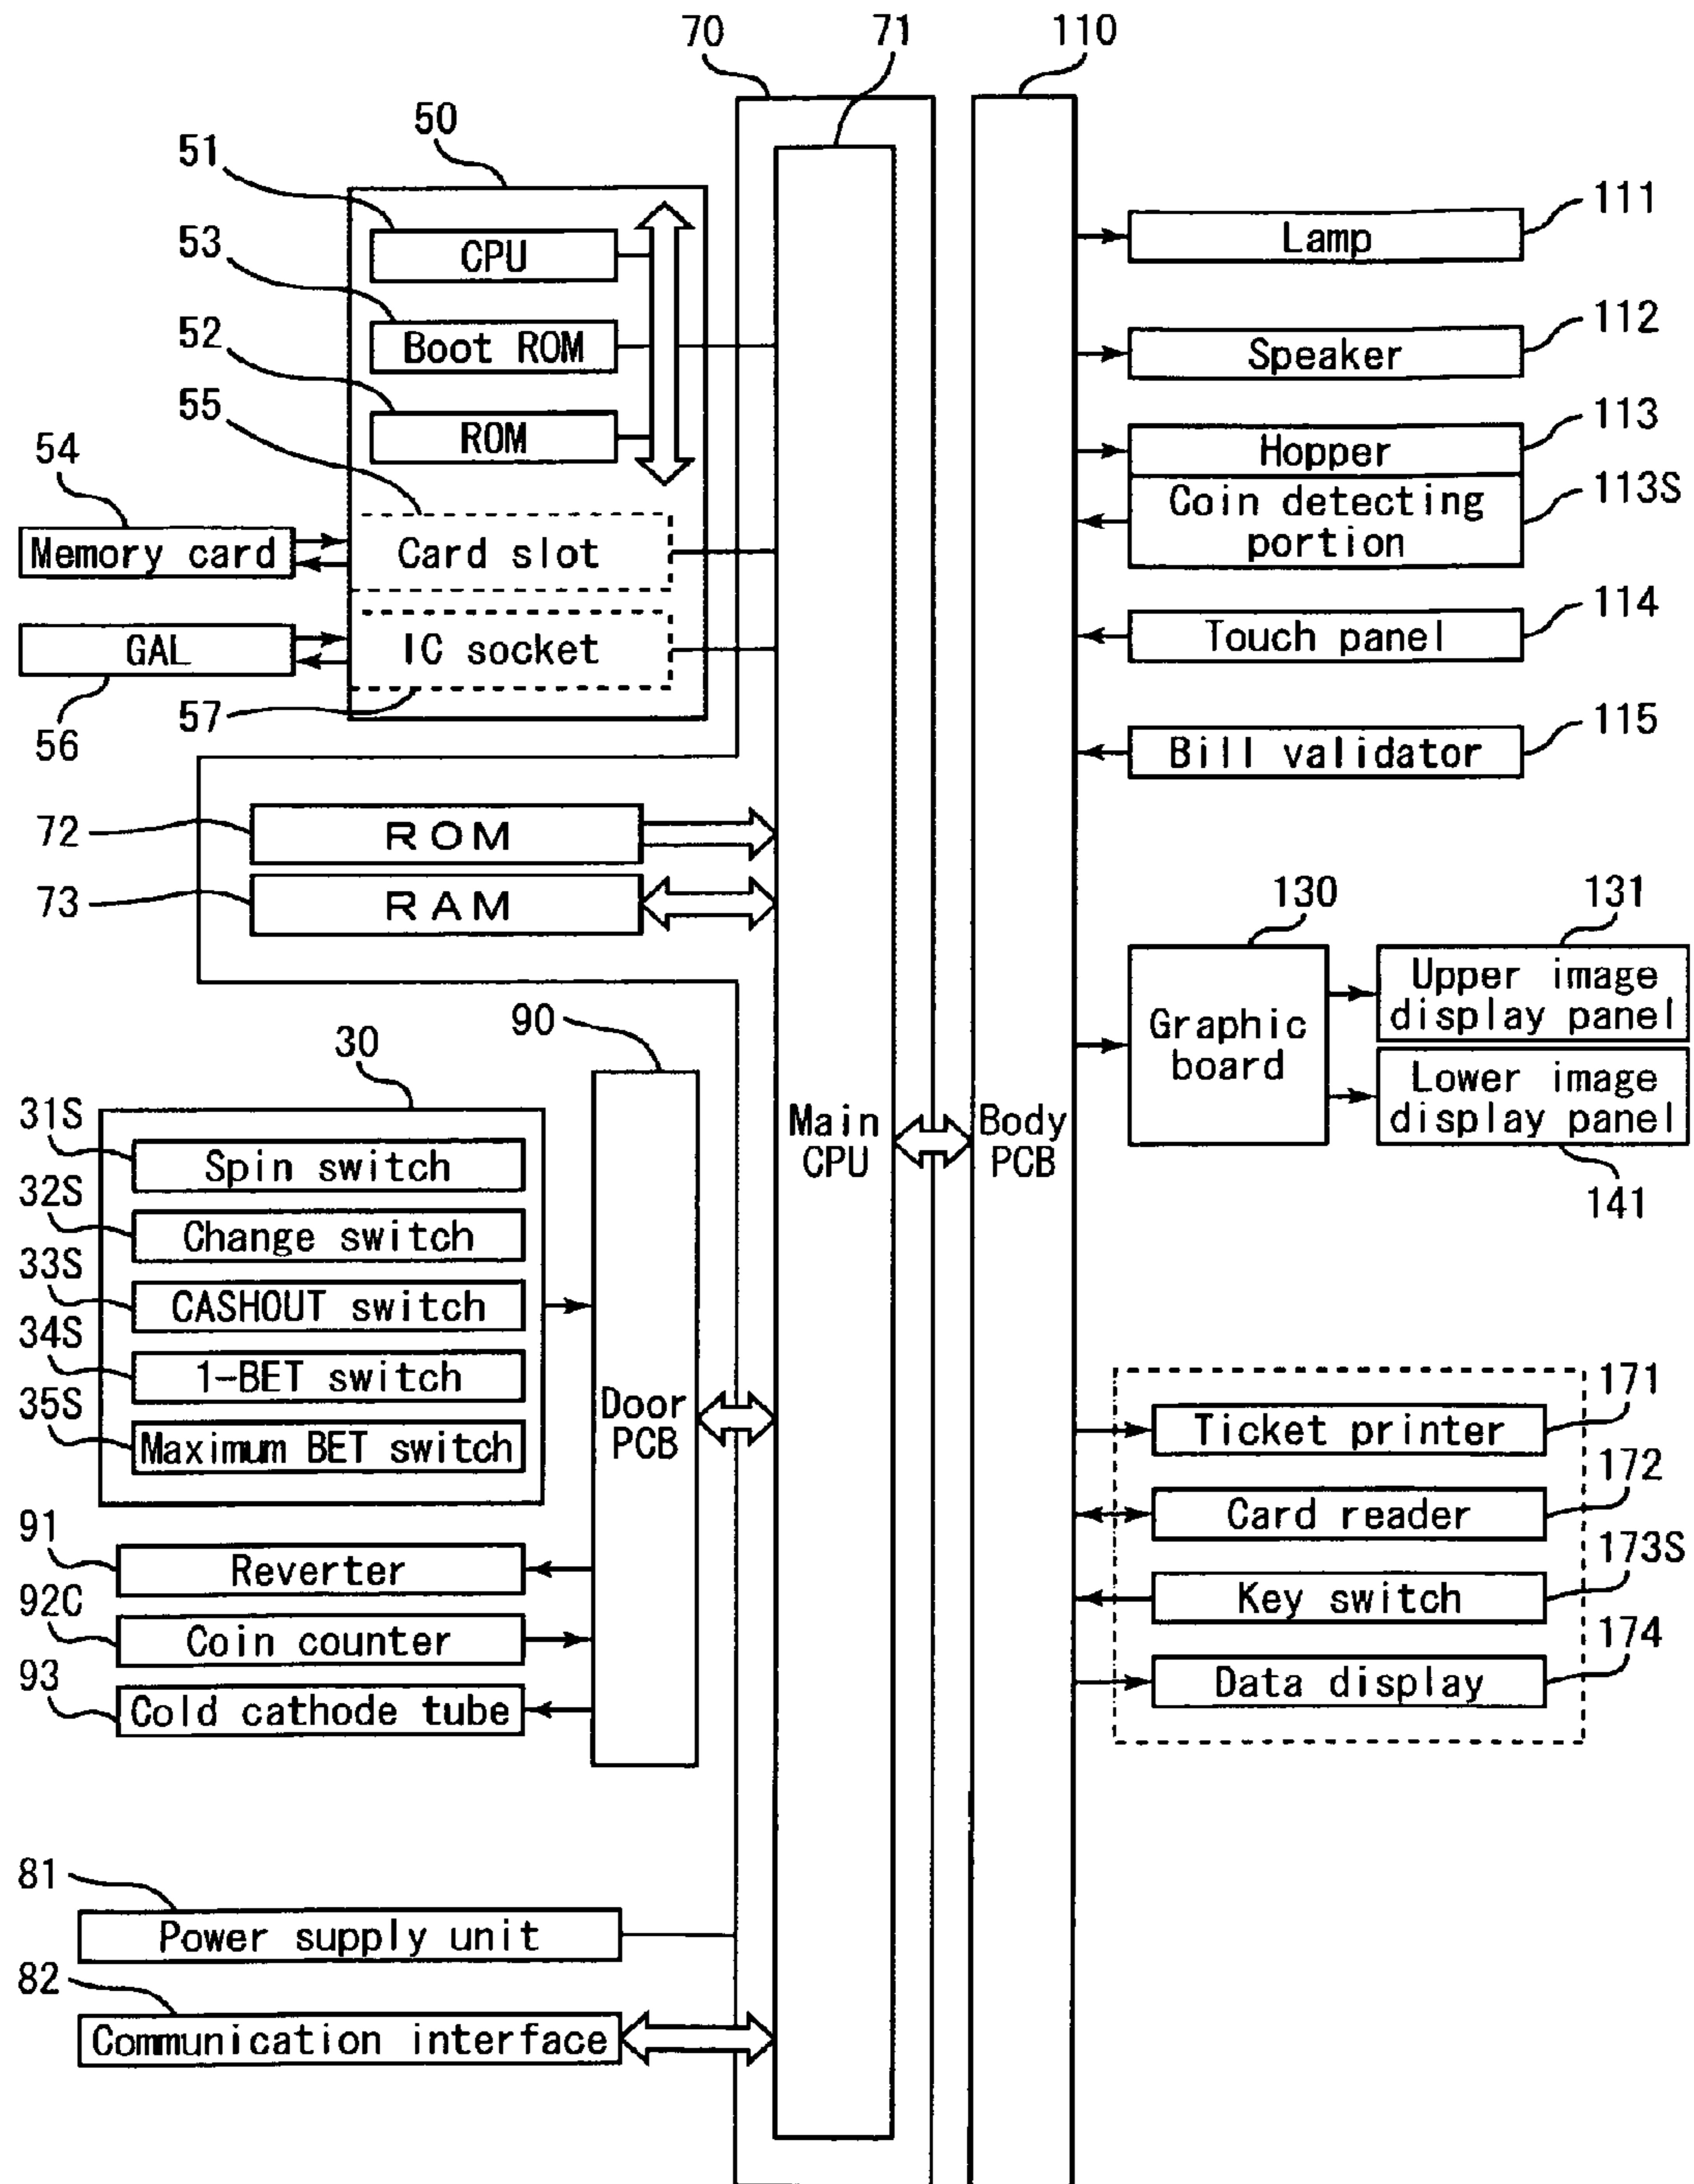 70
71
110
50
51
53
52
55
54
56
57
CPU
Boot ROM
ROM
Card slot
IC socket
Memory card
GAL
111
Lamp
112
Speaker
113
Hopper
113S
Coin detecting
portion
114
Touch panel
115
Bill validator
72
ROM
73
RAM
130
Graphic
board
131
Upper image
display panel
Lower image
display panel
141
Main
CPU
Body
PCB
90
Door
PCB
30
31S
Spin switch
32S
Change switch
33S
CASHOUT switch
34S
1-BET switch
35S
Maximum BET switch
91
Reverter
92C
Coin counter
93
Cold cathode tube
171
Ticket printer
172
Card reader
173S
Key switch
174
Data display
81
Power supply unit
82
Communication interface